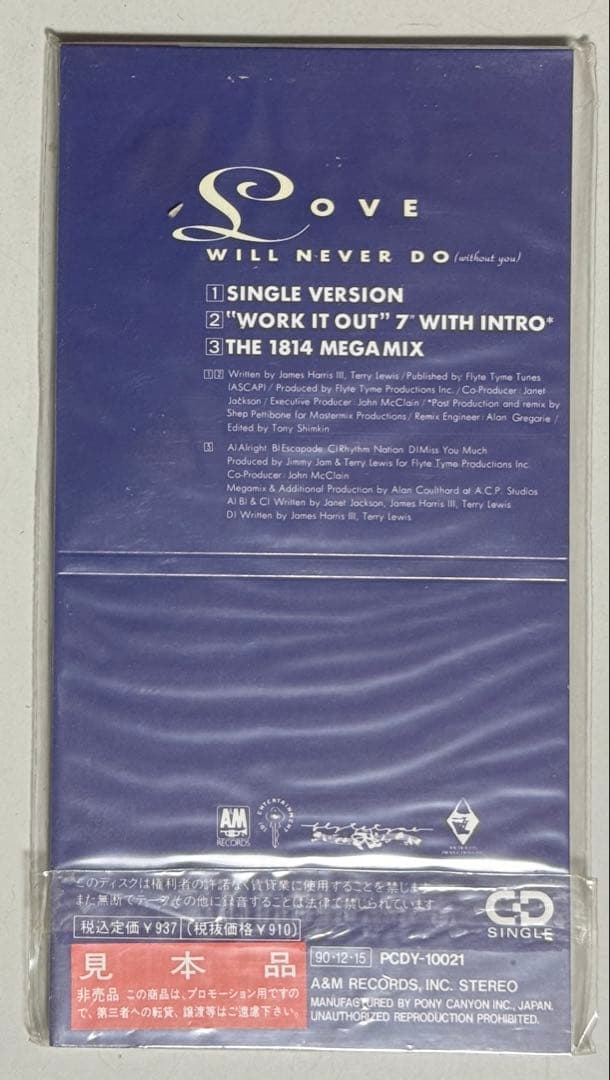 LOVE
WILL NEVER DO (without you)
1 SINGLE VERSION
2 "WORK IT OUT" 7" WITH INTRO*
3 THE 1814 MEGAMIX
1 2 Written by James Harris III, Terry Lewis / Published by Flyte Tyme Tunes
(ASCAP) / Produced by Flyte Tyme Productions Inc. / Co-Producer: Janet
Jackson / Executive Producer: John McClain / *Post Production and remix by
Shep Pettibone for Mastermix Productions / Remix Engineer: Alan Gregorie /
Edited by Tony Shimkin
3 A) Alright B) Escapade C) Rhythm Nation D) Miss You Much
Produced by Jimmy Jam & Terry Lewis for Flyte Tyme Productions Inc.
Co-Producer: John McClain
Megamix & Additional Production by Alan Coulthard at A.C.P. Studios
A) B) & C) Written by Janet Jackson, James Harris III, Terry Lewis
D) Written by James Harris III, Terry Lewis
A&M
RECORDS
ENTERTAINMENT
flyte tyme
このディスクは権利者の許諾なく賃貸業に使用することを禁じます
また無断でテープその他に録音することは法律で禁じられています
税込定価￥937 (税抜価格￥910)
CD
SINGLE
見本品
非売品 この商品は、プロモーション用ですの
で、第三者への転貸、譲渡等はご遠慮下さい。
90・12・15 PCDY-10021
A&M RECORDS, INC. STEREO
MANUFACTURED BY PONY CANYON INC., JAPAN.
UNAUTHORIZED REPRODUCTION PROHIBITED.